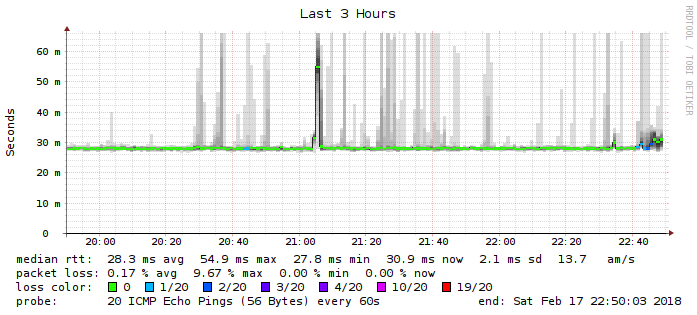 Last 3 Hours
RRDTOOL / TOBI OETIKER
Seconds
60 m
50 m
40 m
30 m
20 m
10 m
0
20:00 20:20 20:40 21:00 21:20 21:40 22:00 22:20 22:40
median rtt: 28.3 ms avg 54.9 ms max 27.8 ms min 30.9 ms now 2.1 ms sd 13.7 am/s
packet loss: 0.17 % avg 9.67 % max 0.00 % min 0.00 % now
loss color: 0 1/20 2/20 3/20 4/20 10/20 19/20
probe: 20 ICMP Echo Pings (56 Bytes) every 60s end: Sat Feb 17 22:50:03 2018